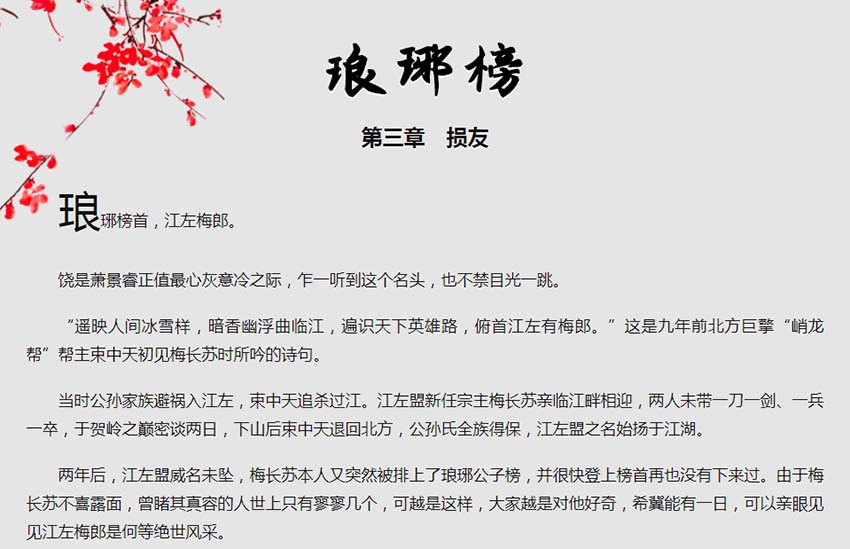 琅琊榜
第三章 损友
琅琊榜首，江左梅郎。
饶是萧景睿正值最心灰意冷之际，乍一听到这个名头，也不禁目光一跳。
“遥映人间冰雪样，暗香幽浮曲临江，遍识天下英雄路，俯首江左有梅郎。”这是九年前北方巨擘“峭龙
帮”帮主束中天初见梅长苏时所吟的诗句。
当时公孙家族避祸入江左，束中天追杀过江。江左盟新任宗主梅长苏亲临江畔相迎，两人未带一刀一剑、一兵
一卒，于贺岭之巅密谈两日，下山后束中天退回北方，公孙氏全族得保，江左盟之名始扬于江湖。
两年后，江左盟威名未坠，梅长苏本人又突然被排上了琅琊公子榜，并很快登上榜首再也没有下来过。由于梅
长苏不喜露面，曾睹其真容的人世上只有寥寥几个，可越是这样，大家越是对他好奇，希冀能有一日，可以亲眼见
见江左梅郎是何等绝世风采。